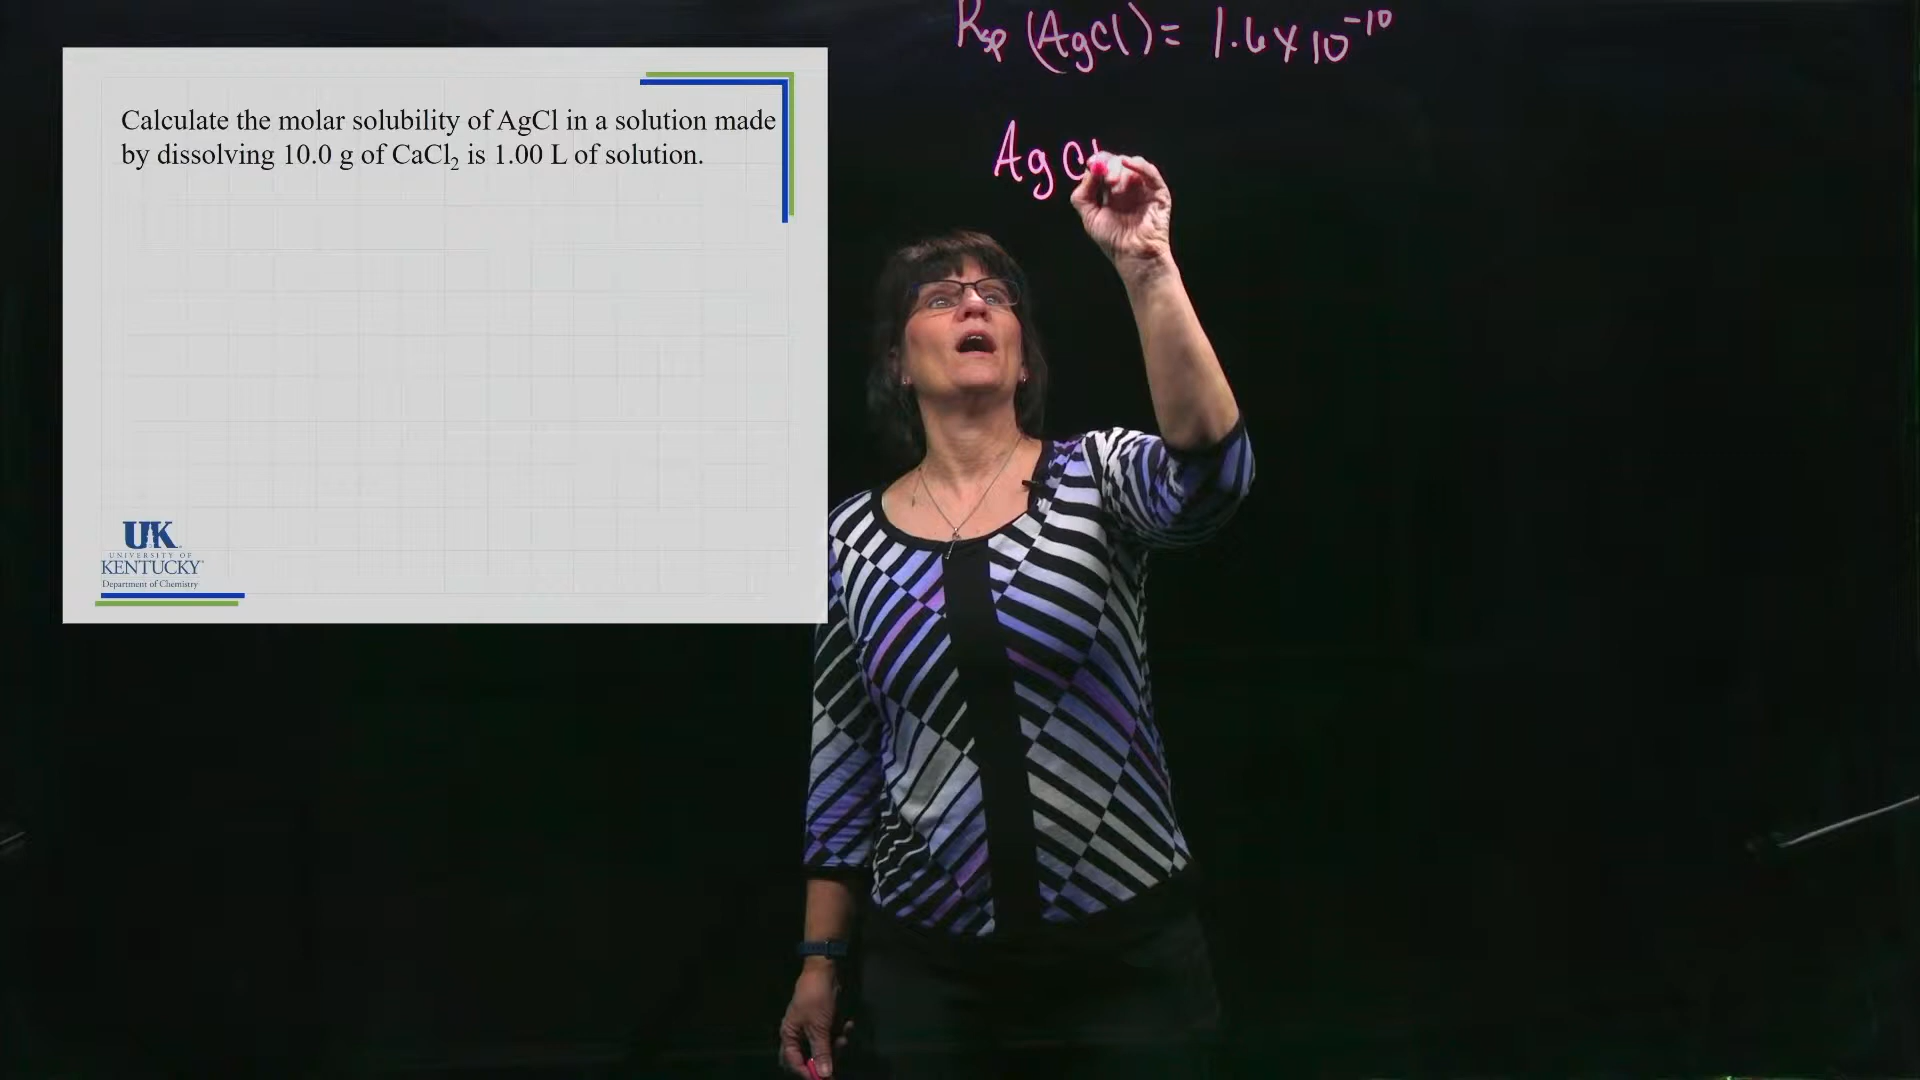 Calculate the molar solubility of AgCl in a solution made
by dissolving 10.0 g of CaCl₂ is 1.00 L of solution.
UK
UNIVERSITY OF
KENTUCKY
Department of Chemistry
Ksp (AgCl) = 1.6 x 10⁻¹⁰
AgCl